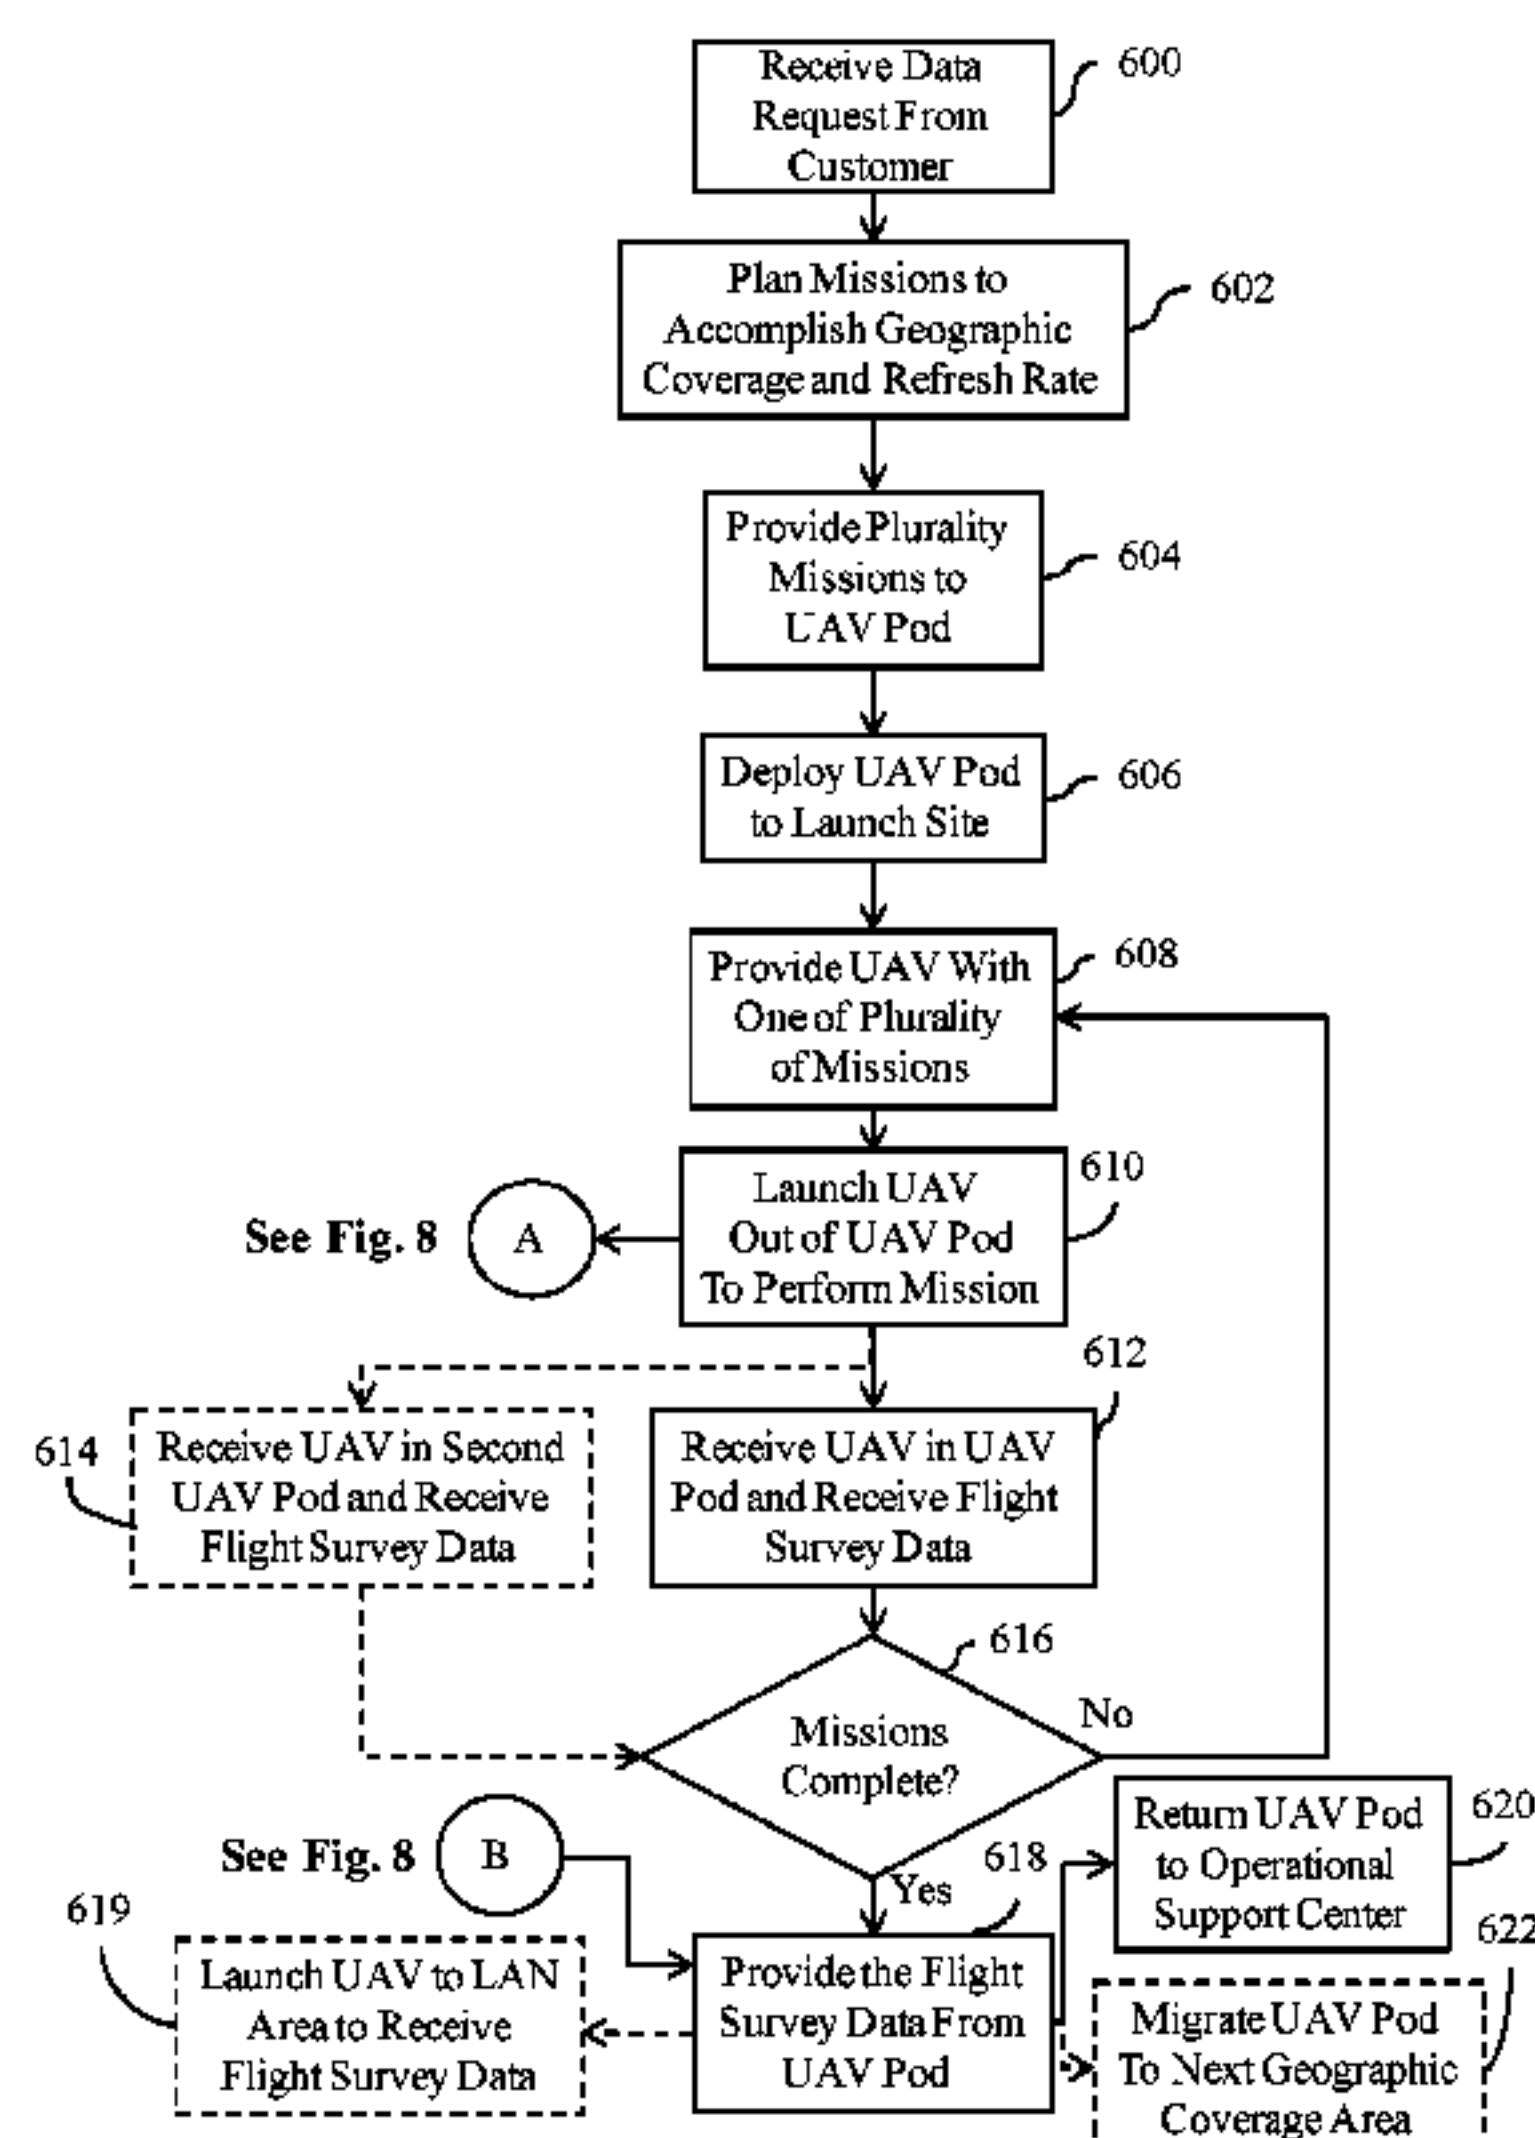 Receive Data
Request From
Customer
600
Plan Missions to
Accomplish Geographic
Coverage and Refresh Rate
602
Provide Plurality
Missions to
UAV Pod
604
Deploy UAV Pod
to Launch Site
606
Provide UAV With
One of Plurality
of Missions
608
Launch UAV
Out of UAV Pod
To Perform Mission
610
See Fig. 8
A
612
614
Receive UAV in Second
UAV Pod and Receive
Flight Survey Data
Receive UAV in UAV
Pod and Receive Flight
Survey Data
616
Missions
Complete?
No
Yes
See Fig. 8
B
618
Return UAV Pod
to Operational
Support Center
620
619
Launch UAV to LAN
Area to Receive
Flight Survey Data
Provide the Flight
Survey Data From
UAV Pod
622
Migrate UAV Pod
To Next Geographic
Coverage Area